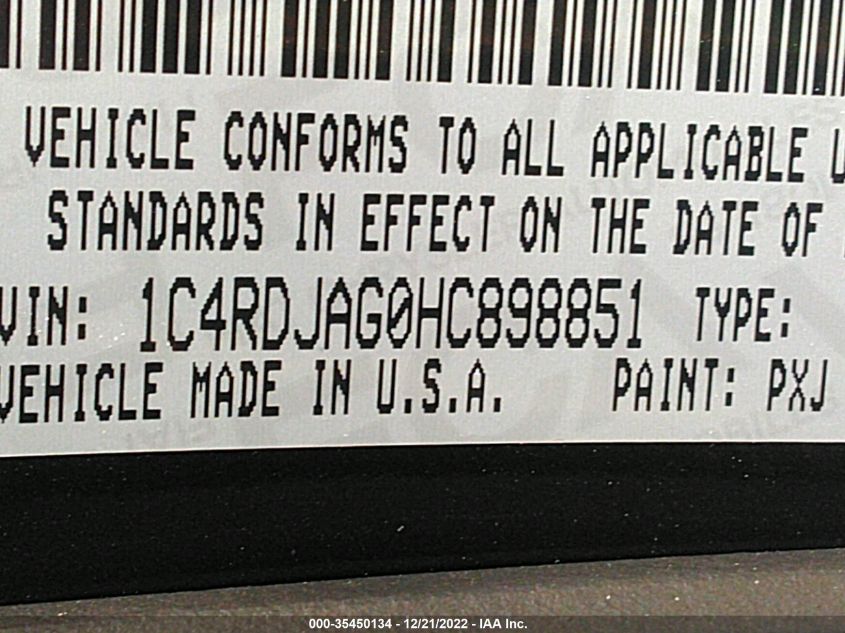 VEHICLE CONFORMS TO ALL APPLICABLE U
STANDARDS IN EFFECT ON THE DATE OF
VIN: 1C4RDJAG0HC898851 TYPE:
VEHICLE MADE IN U.S.A. PAINT: PXJ
000-35450134 - 12/21/2022 - IAA Inc.